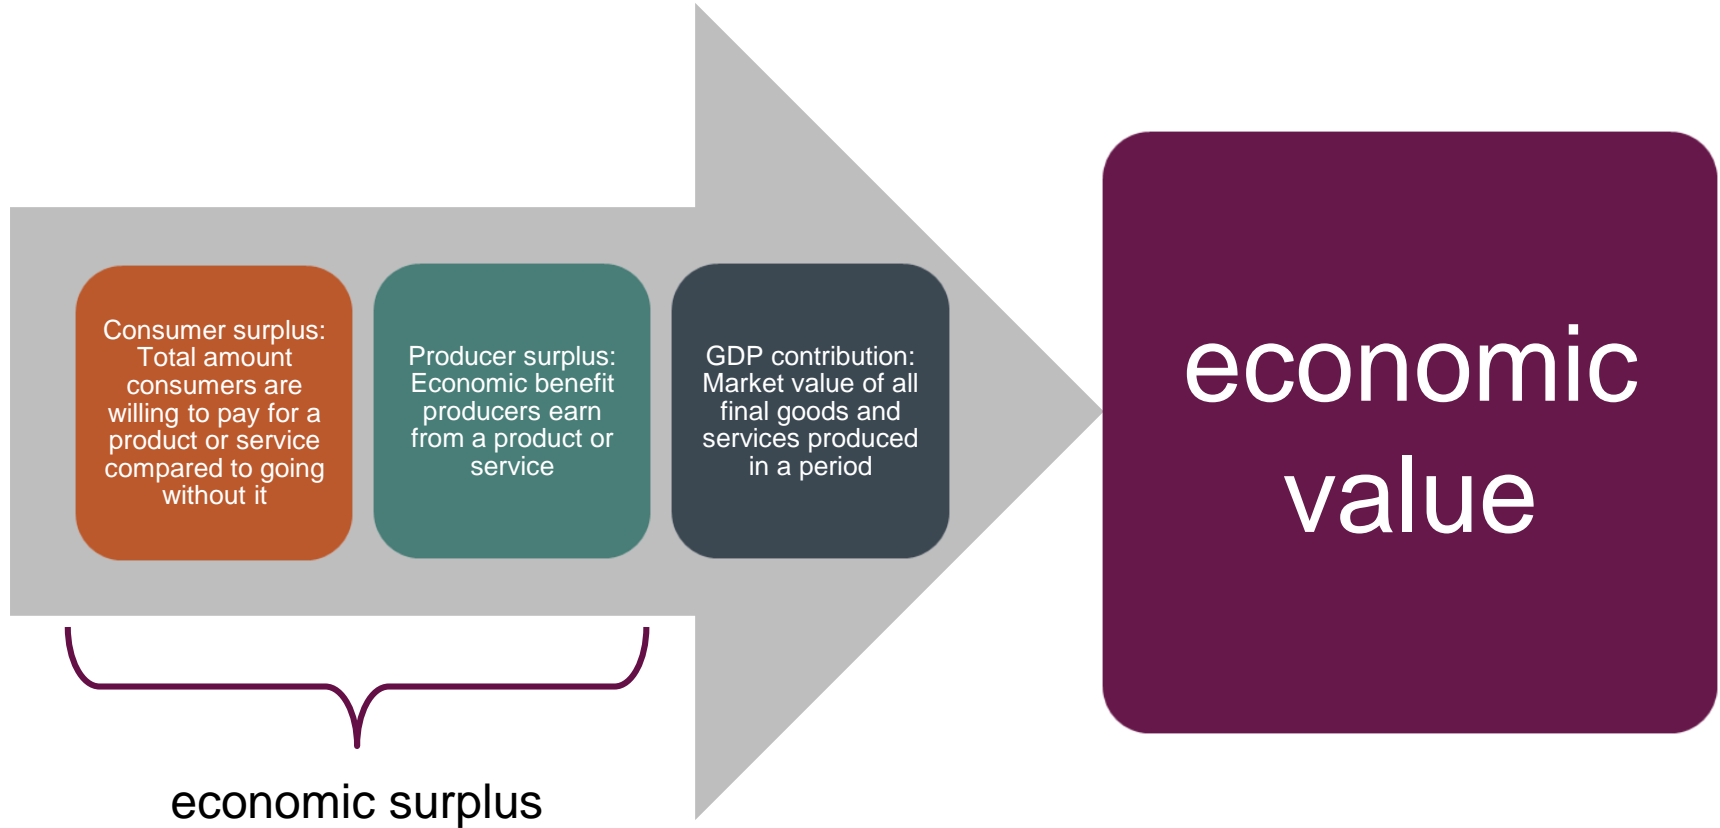 Consumer surplus:
Total amount
consumers are
willing to pay for a
product or service
compared to going
without it
Producer surplus:
Economic benefit
producers earn
from a product or
service
GDP contribution:
Market value of all
final goods and
services produced
in a period
economic
value
economic surplus